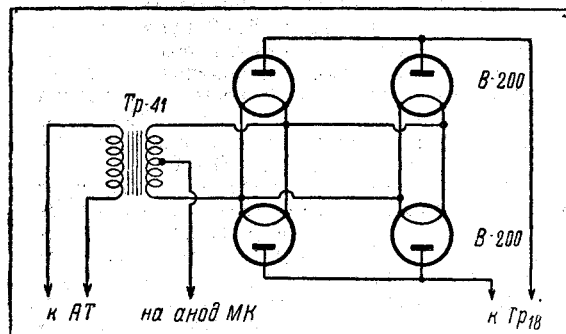 Тр-41
В-200
В-200
к АТ
на анод МК
к Тр18